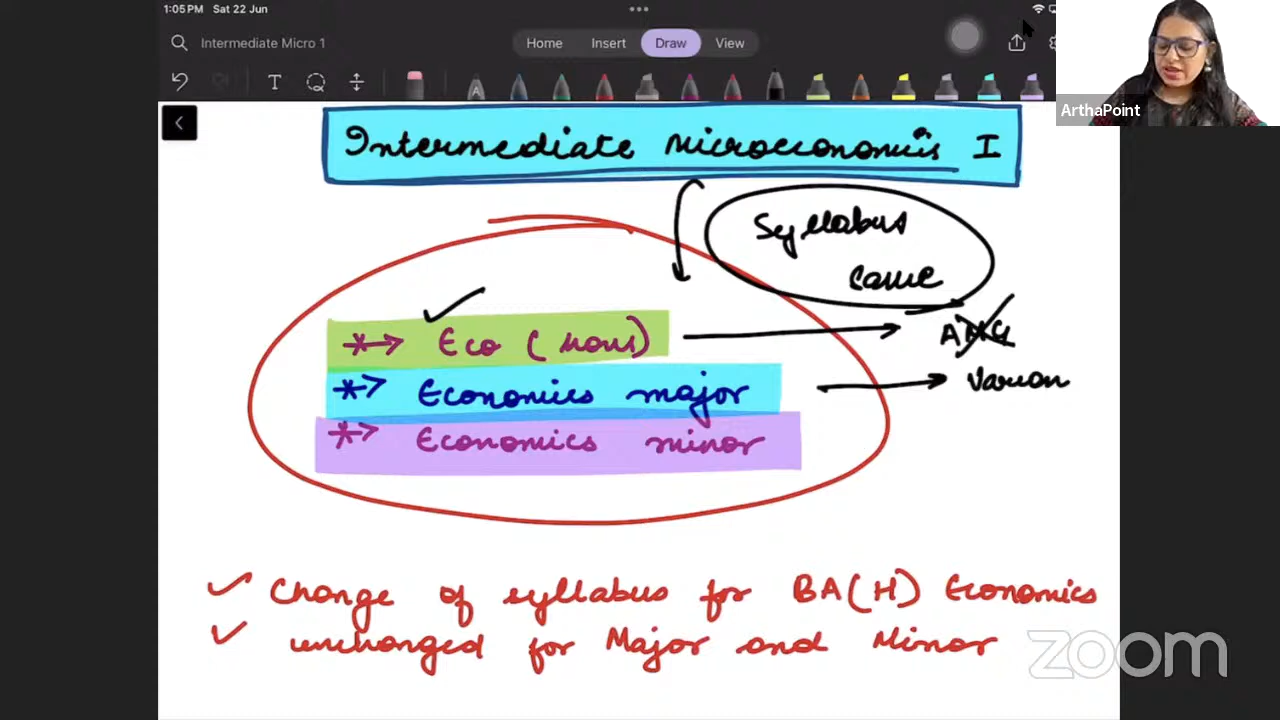 1:05 PM Sat 22 Jun
Intermediate Micro 1
Home Insert Draw View
T
A
ArthaPoint
Intermediate Microeconomics I
Syllabus
same
Eco (Hons)
Varian
Economics major
Economics minor
Change of syllabus for BA(H) Economics
unchanged for Major and Minor
zoom